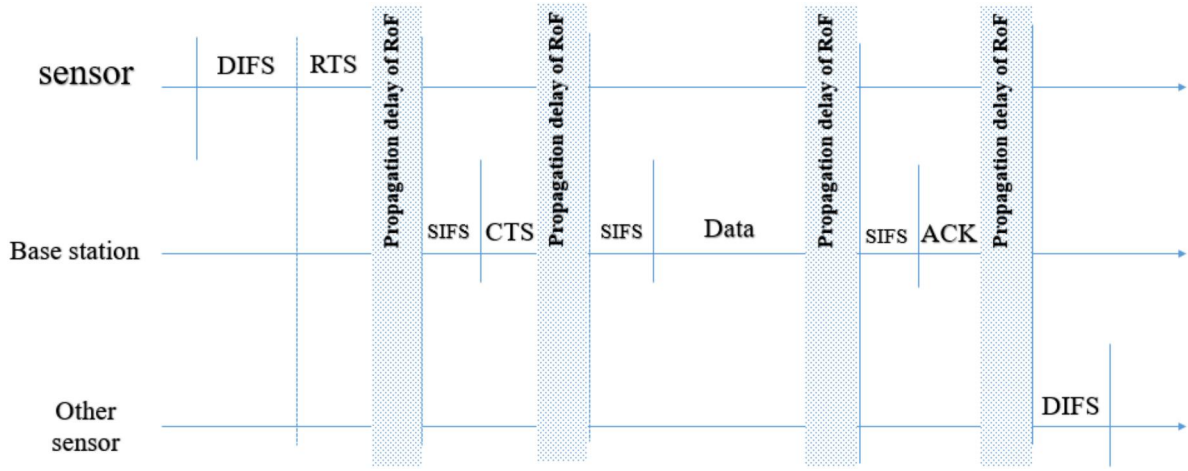 sensor
DIFS
RTS
Propagation delay of RoF
Propagation delay of RoF
Propagation delay of RoF
Propagation delay of RoF
Base station
SIFS
CTS
SIFS
Data
SIFS
ACK
Other
sensor
DIFS